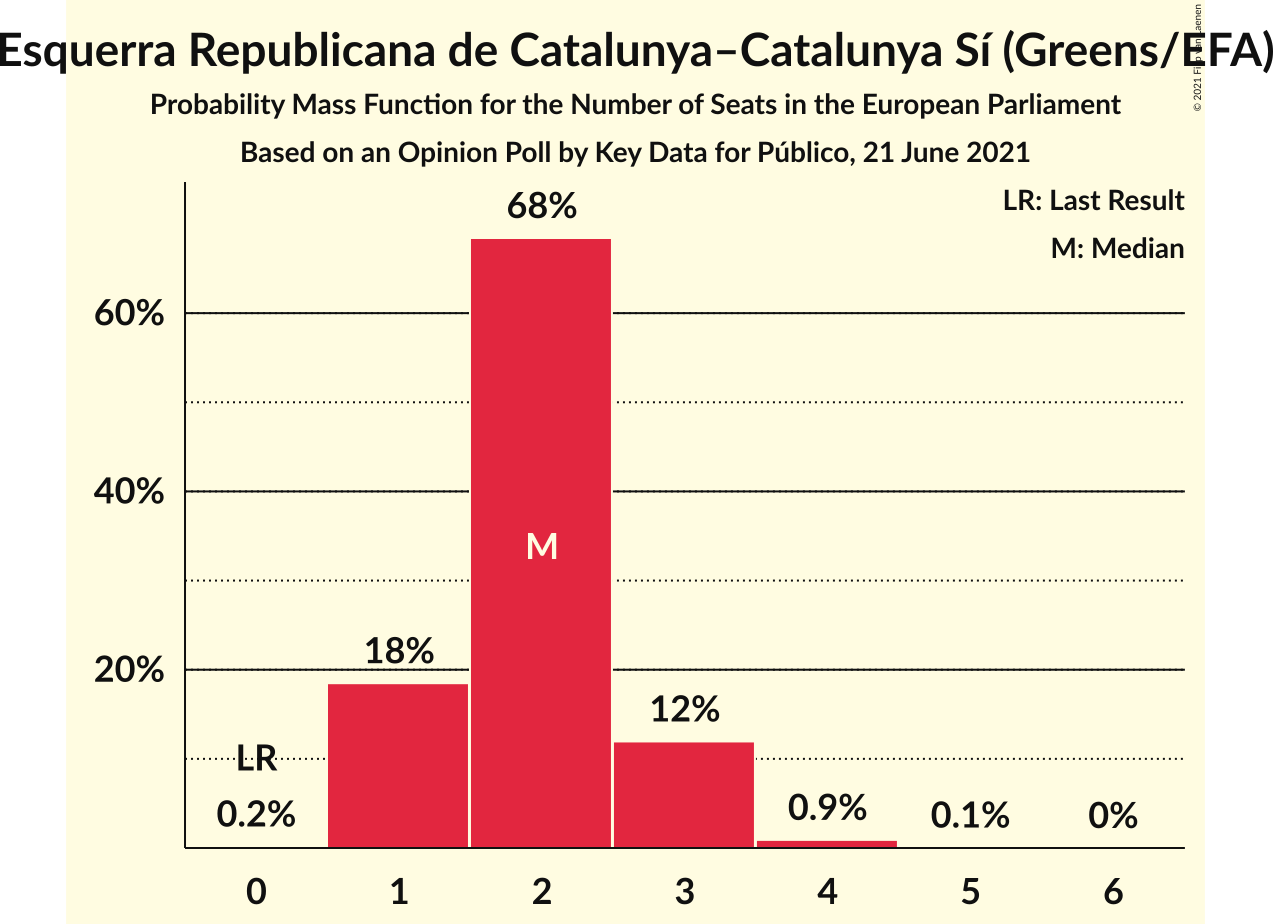 Esquerra Republicana de Catalunya–Catalunya Sí (Greens/EFA)
© 2021
Probability Mass Function for the Number of Seats in the European Parliament
Based on an Opinion Poll by Key Data for Público, 21 June 2021
LR: Last Result
M: Median
68%
60%
40%
M
20%
18%
12%
LR
0.2%
0.9%
0.1%
0%
0 1 2 3 4 5 6